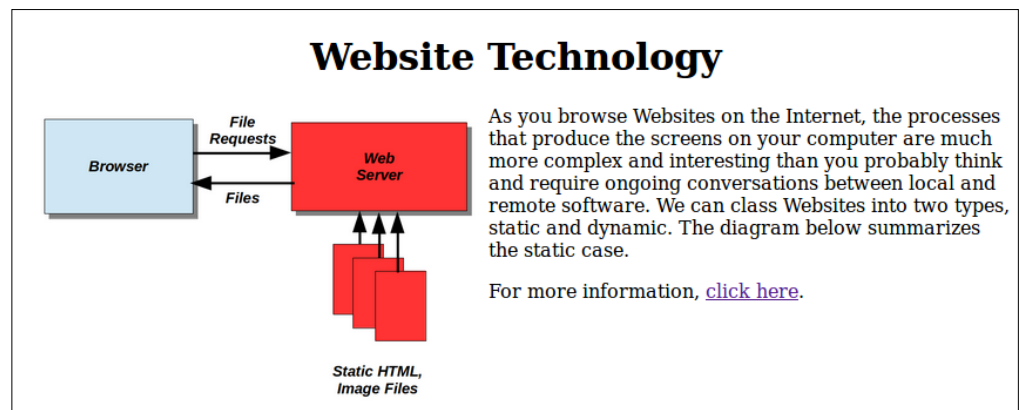 Website Technology
File
Requests
Browser
Web
Server
Files
Static HTML,
Image Files
As you browse Websites on the Internet, the processes
that produce the screens on your computer are much
more complex and interesting than you probably think
and require ongoing conversations between local and
remote software. We can class Websites into two types,
static and dynamic. The diagram below summarizes
the static case.
For more information, click here.